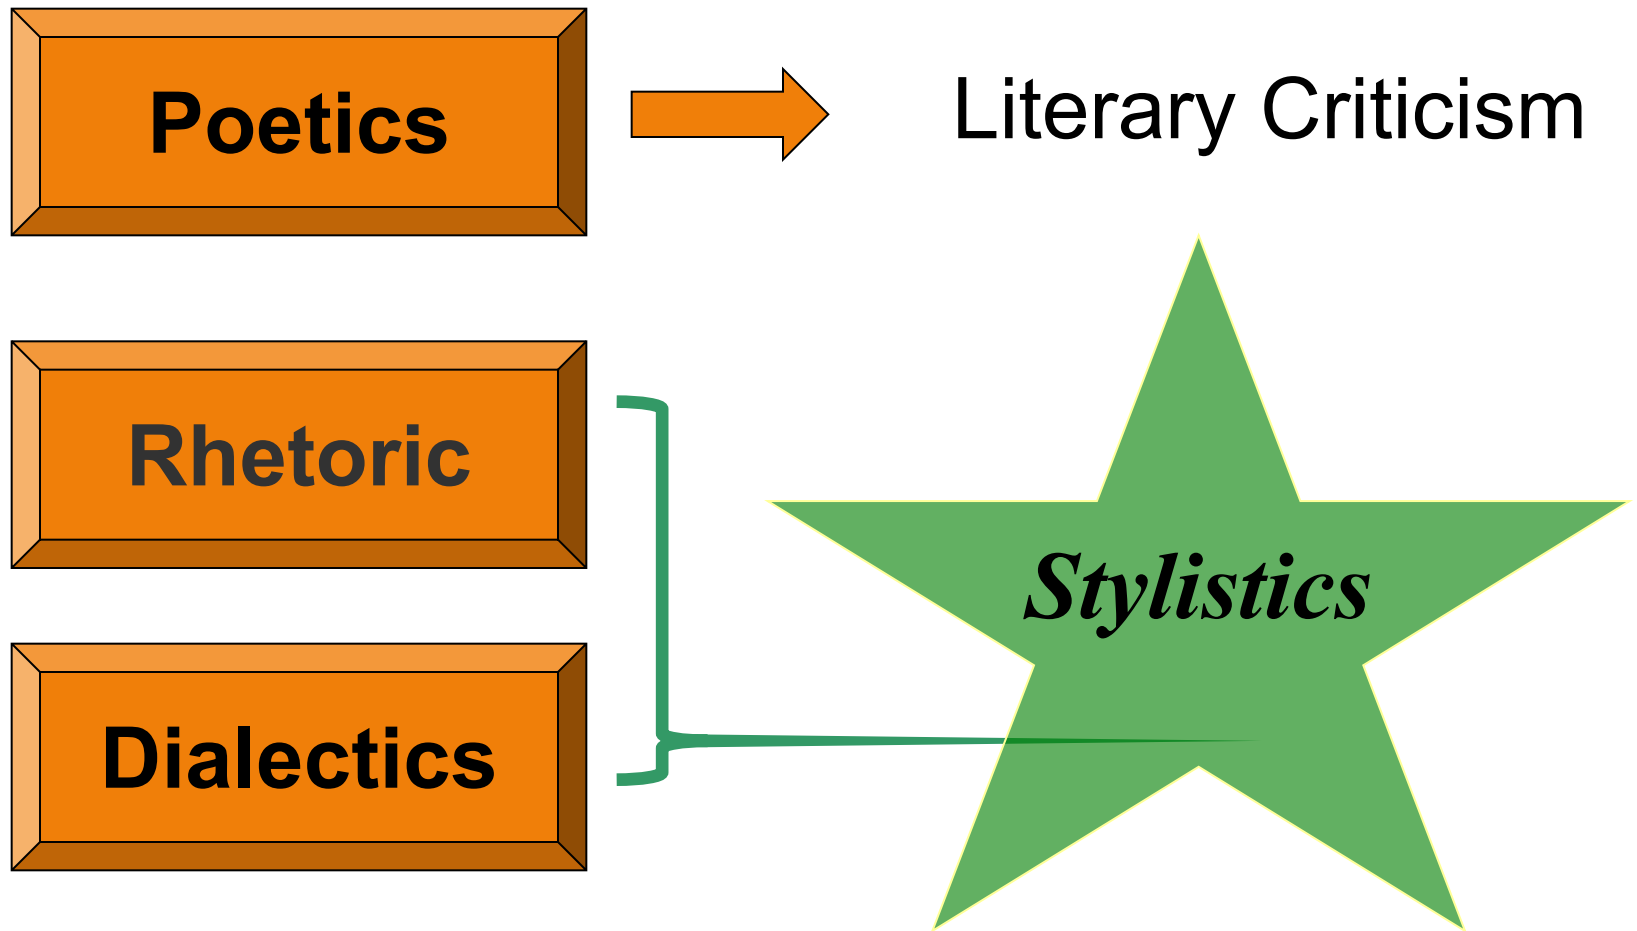 Poetics
Literary Criticism
Rhetoric
Stylistics
Dialectics